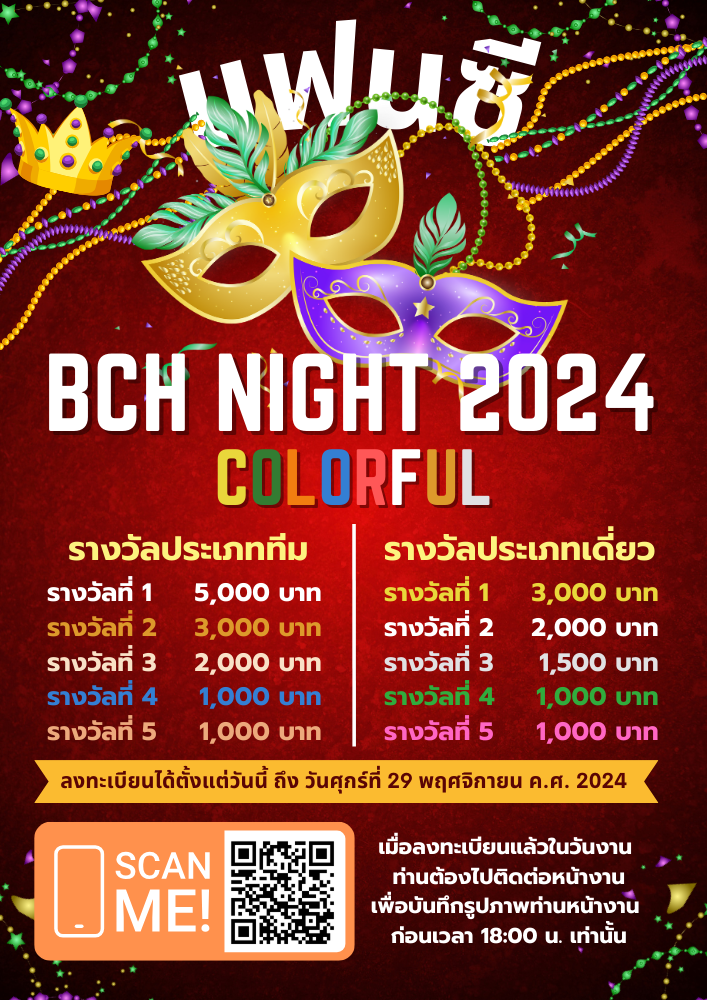 แฟนซี
BCH NIGHT 2024
COLORFUL
รางวัลประเภททีม
รางวัลที่ 1 5,000 บาท
รางวัลที่ 2 3,000 บาท
รางวัลที่ 3 2,000 บาท
รางวัลที่ 4 1,000 บาท
รางวัลที่ 5 1,000 บาท
รางวัลประเภทเดี่ยว
รางวัลที่ 1 3,000 บาท
รางวัลที่ 2 2,000 บาท
รางวัลที่ 3 1,500 บาท
รางวัลที่ 4 1,000 บาท
รางวัลที่ 5 1,000 บาท
ลงทะเบียนได้ตั้งแต่วันนี้ ถึง วันศุกร์ที่ 29 พฤศจิกายน ค.ศ. 2024
SCAN
ME!
เมื่อลงทะเบียนแล้วในวันงาน
ท่านต้องไปติดต่อหน้างาน
เพื่อบันทึกรูปภาพท่านหน้างาน
ก่อนเวลา 18:00 น. เท่านั้น